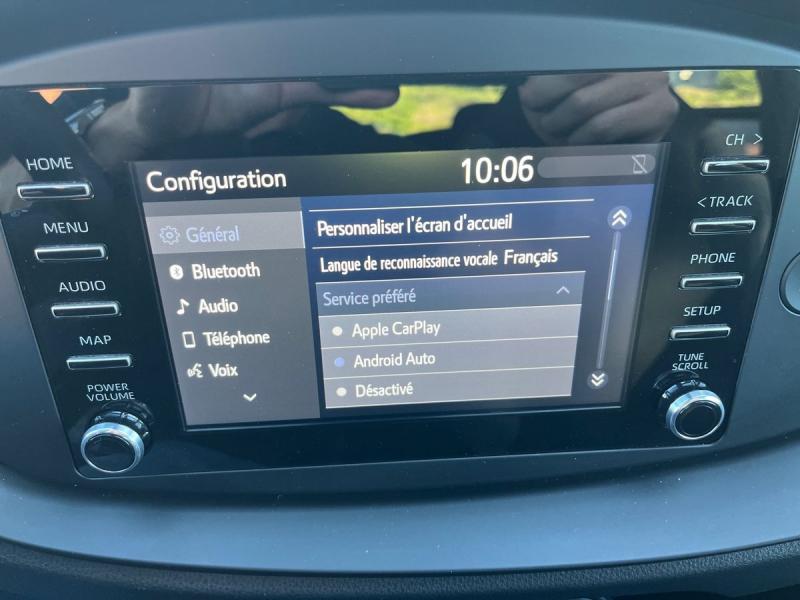 HOME
MENU
AUDIO
MAP
POWER
VOLUME
Configuration
10:06
Général
Bluetooth
Audio
Téléphone
Voix
Personnaliser l'écran d'accueil
Langue de reconnaissance vocale Français
Service préféré
Apple CarPlay
Android Auto
Désactivé
CH >
< TRACK
PHONE
SETUP
TUNE
SCROLL